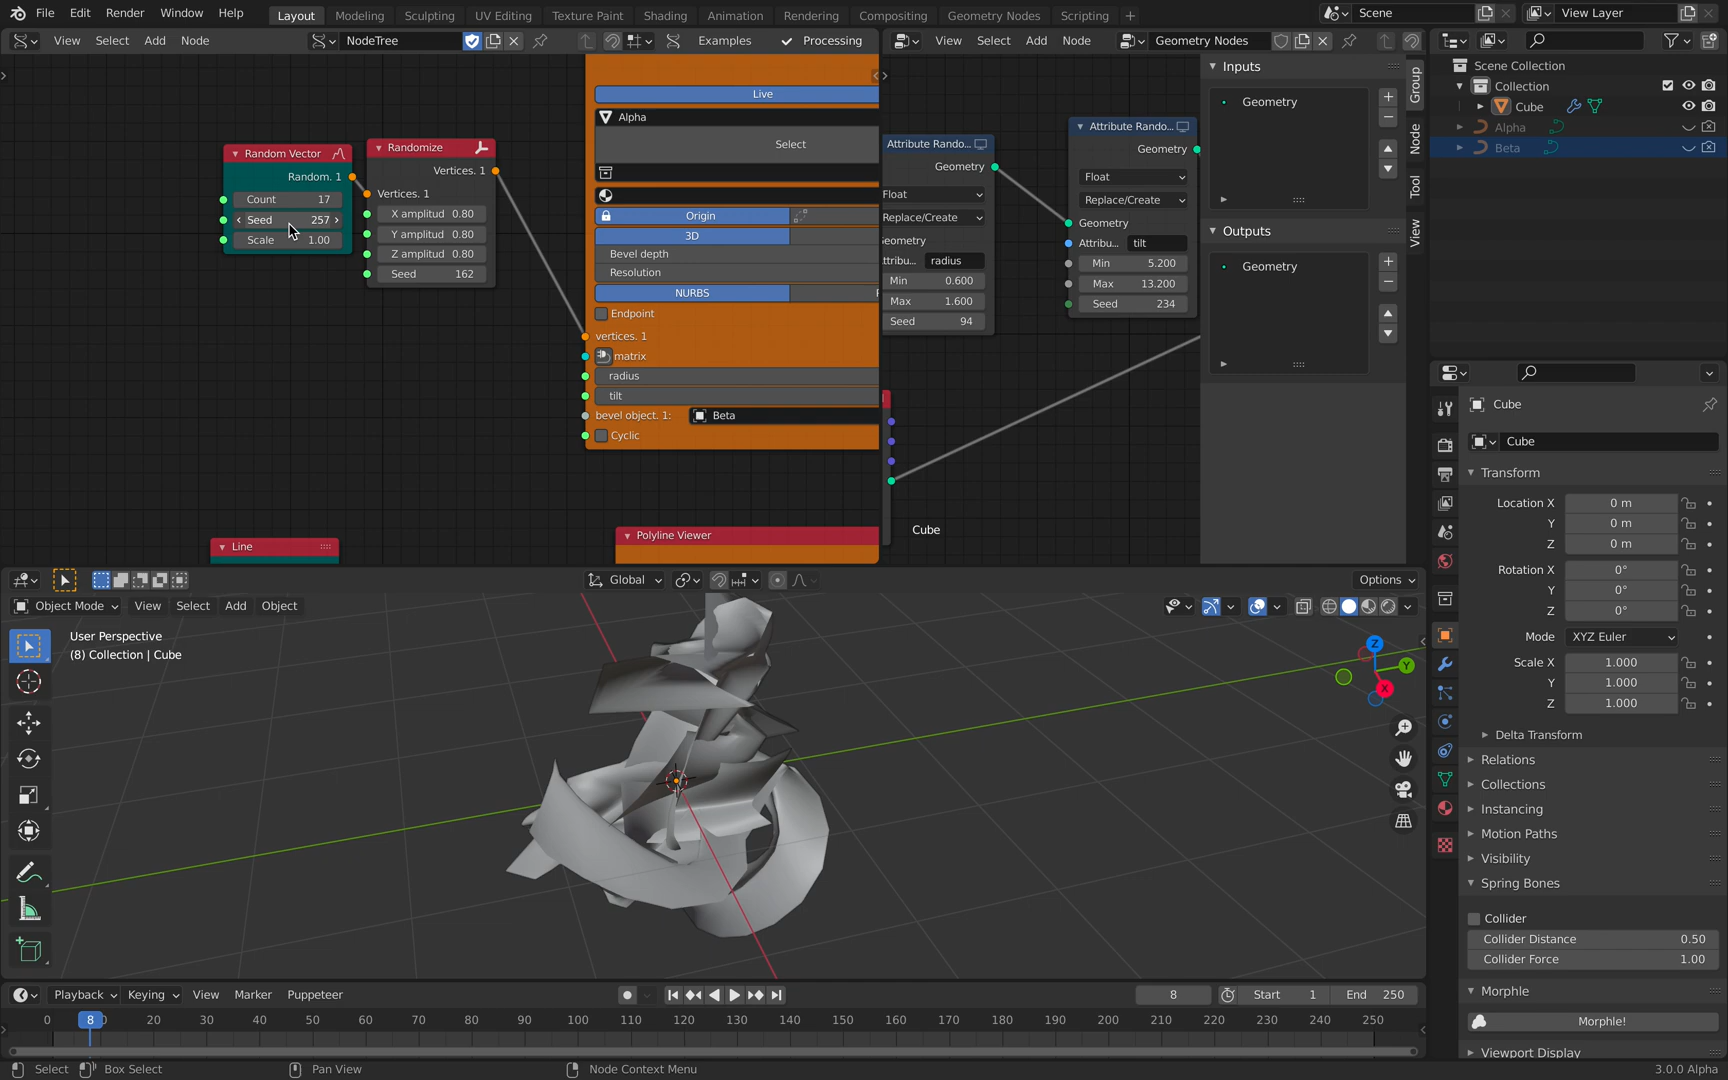 File Edit Render Window Help Layout Modeling Sculpting UV Editing Texture Paint Shading Animation Rendering Compositing Geometry Nodes Scripting + Scene View Layer
View Select Add Node NodeTree Examples Processing
View Select Add Node Geometry Nodes
Random Vector
Random. 1
Count 17
Seed 257
Scale 1.00
Randomize
Vertices. 1
Vertices. 1
X amplitud 0.80
Y amplitud 0.80
Z amplitud 0.80
Seed 162
Line
Live
Alpha
Select
Origin
3D
Bevel depth
Resolution
NURBS
Endpoint
vertices. 1
matrix
radius
tilt
bevel object. 1: Beta
Cyclic
Polyline Viewer
Attribute Rando...
Geometry
Float
Replace/Create
eometry
ttribu... radius
Min 0.600
Max 1.600
Seed 94
Attribute Rando...
Geometry
Float
Replace/Create
Geometry
Attribu... tilt
Min 5.200
Max 13.200
Seed 234
Cube
Inputs
Geometry
Outputs
Geometry
Group
Node
Tool
View
Scene Collection
Collection
Cube
Alpha
Beta
Global Options
Object Mode View Select Add Object
User Perspective
(8) Collection | Cube
Z
Y
X
Cube
Cube
Transform
Location X 0 m
Y 0 m
Z 0 m
Rotation X 0°
Y 0°
Z 0°
Mode XYZ Euler
Scale X 1.000
Y 1.000
Z 1.000
Delta Transform
Relations
Collections
Instancing
Motion Paths
Visibility
Spring Bones
Collider
Collider Distance 0.50
Collider Force 1.00
Morphle
Morphle!
Viewport Display
Playback Keying View Marker Puppeteer 8 Start 1 End 250
0 8 20 30 40 50 60 70 80 90 100 110 120 130 140 150 160 170 180 190 200 210 220 230 240 250
Select Box Select Pan View Node Context Menu 3.0.0 Alpha